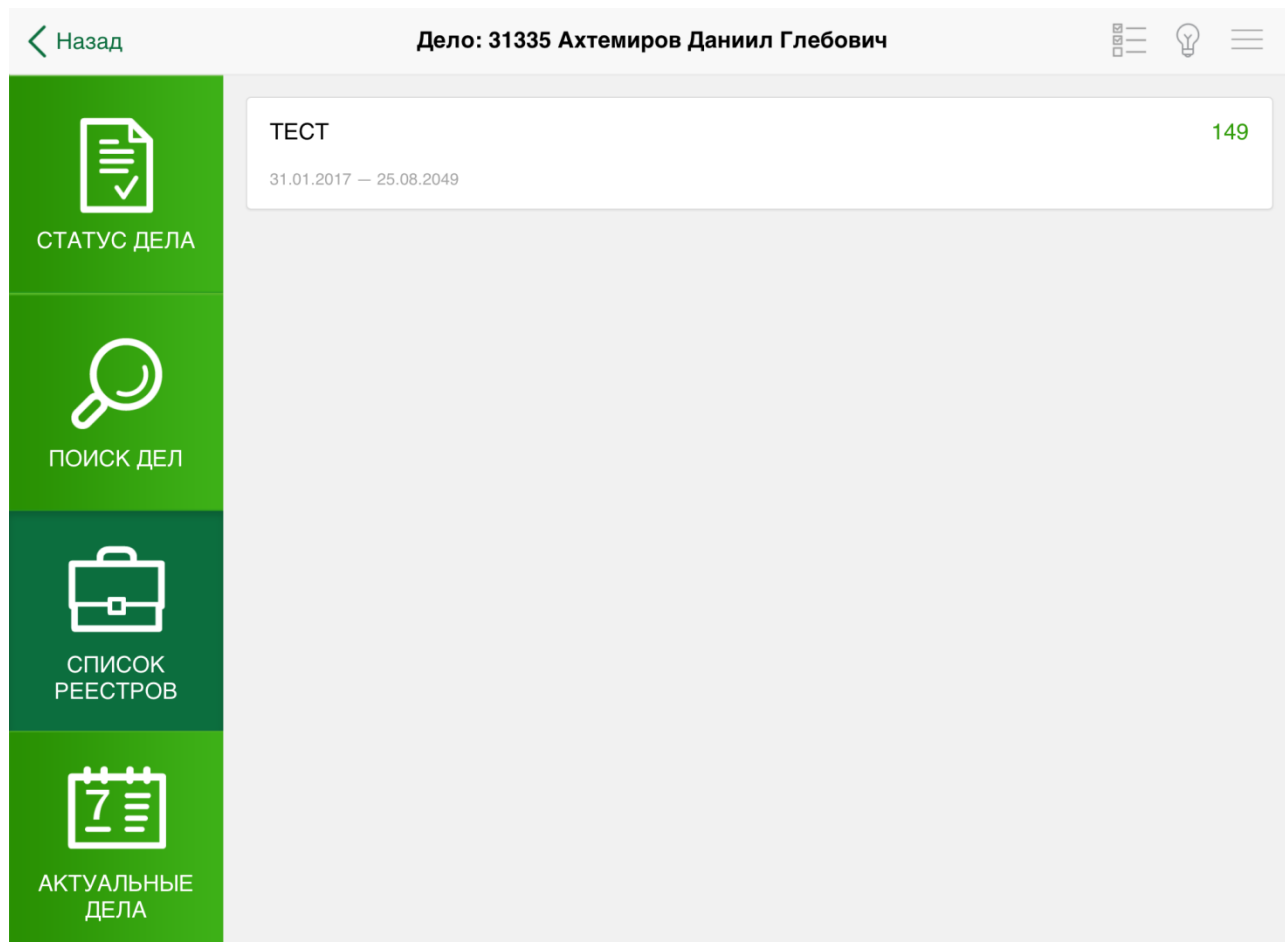 Назад
Дело: 31335 Ахтемиров Даниил Глебович
СТАТУС ДЕЛА
ПОИСК ДЕЛ
СПИСОК
РЕЕСТРОВ
7
АКТУАЛЬНЫЕ
ДЕЛА
ТЕСТ 149
31.01.2017 — 25.08.2049